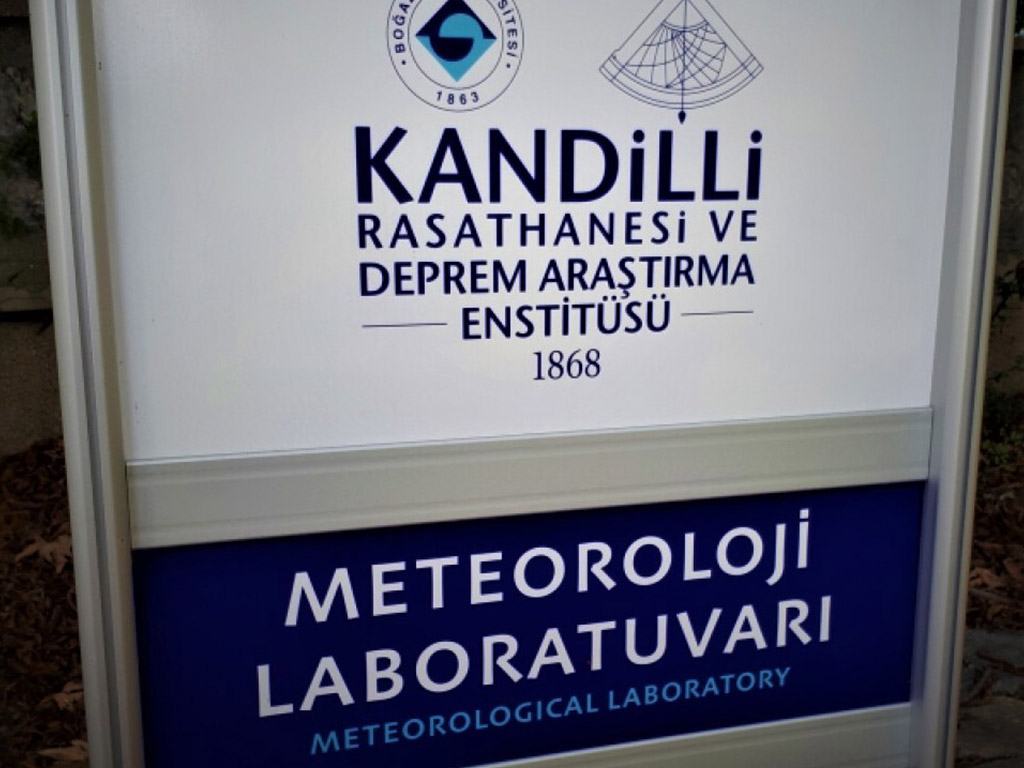 1863
KANDİLLİ
RASATHANESİ VE
DEPREM ARAŞTIRMA
ENSTİTÜSÜ
1868
METEOROLOJİ
LABORATUVARI
METEOROLOGICAL LABORATORY